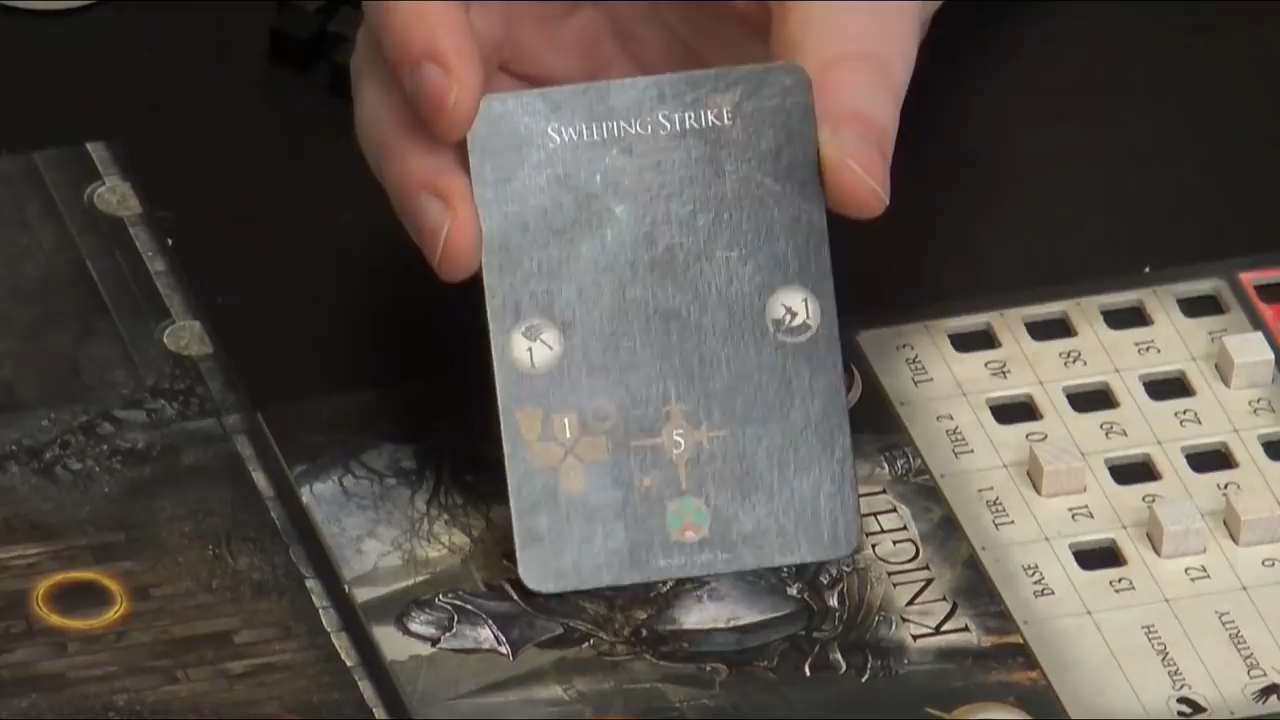 SWEEPING STRIKE
1
1
1
5
KNIGHT
TIER 3
40
38
31
21
TIER 2
0
29
23
23
TIER 1
21
BASE
13
12
9
STRENGTH
DEXTERITY